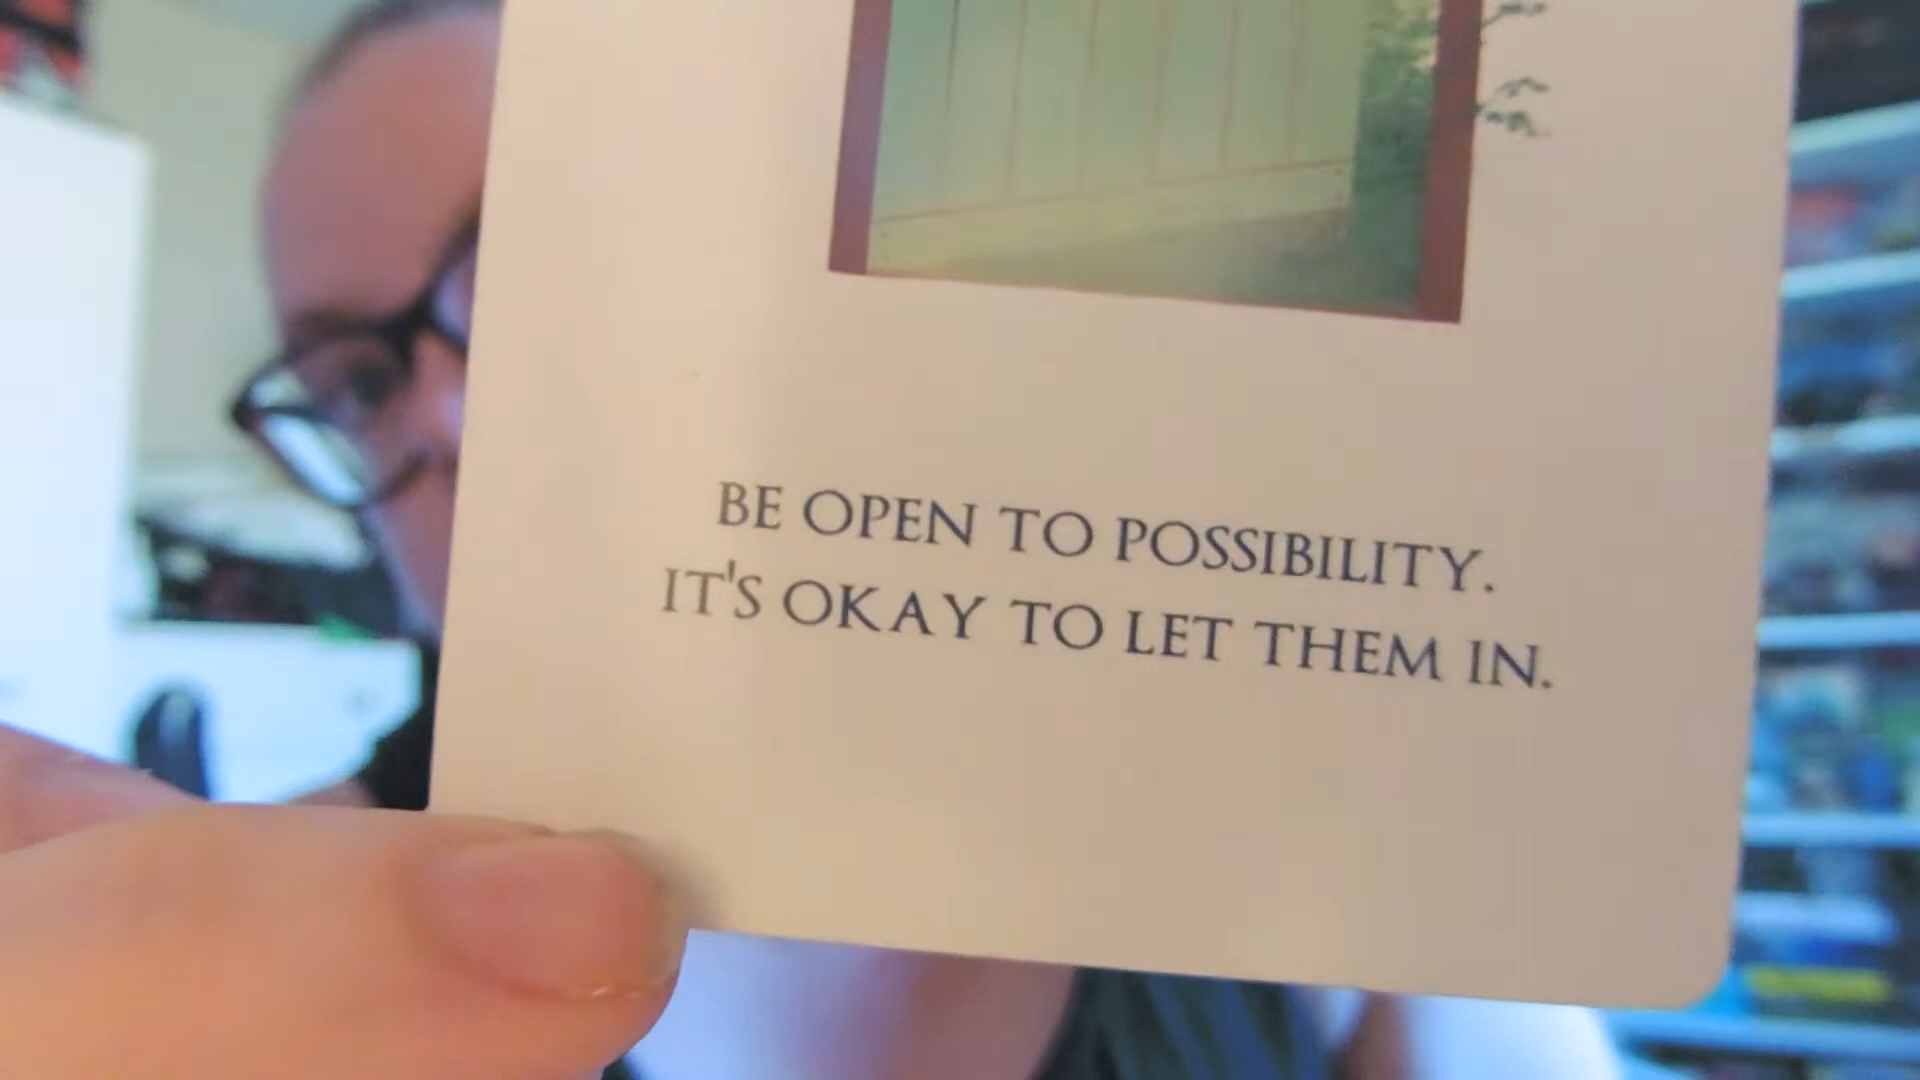 BE OPEN TO POSSIBILITY.
IT'S OKAY TO LET THEM IN.